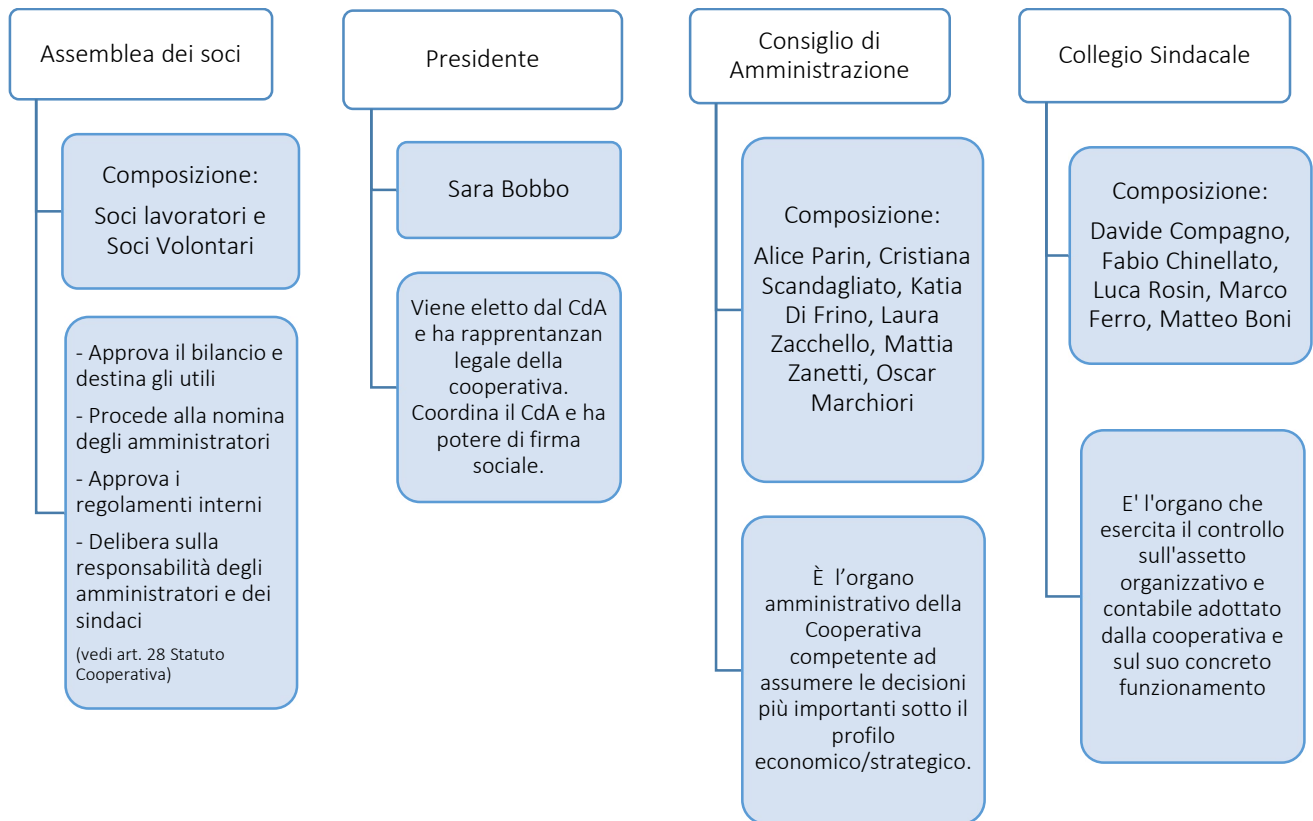 Assemblea dei soci
Composizione:
Soci lavoratori e
Soci Volontari
- Approva il bilancio e
destina gli utili
- Procede alla nomina
degli amministratori
- Approva i
regolamenti interni
- Delibera sulla
responsabilità degli
amministratori e dei
sindaci
(vedi art. 28 Statuto
Cooperativa)
Presidente
Sara Bobbo
Viene eletto dal CdA
e ha rapprentanzan
legale della
cooperativa.
Coordina il CdA e ha
potere di firma
sociale.
Consiglio di
Amministrazione
Composizione:
Alice Parin, Cristiana
Scandagliato, Katia
Di Frino, Laura
Zacchello, Mattia
Zanetti, Oscar
Marchiori
È l’organo
amministrativo della
Cooperativa
competente ad
assumere le decisioni
più importanti sotto il
profilo
economico/strategico.
Collegio Sindacale
Composizione:
Davide Compagno,
Fabio Chinellato,
Luca Rosin, Marco
Ferro, Matteo Boni
E' l'organo che
esercita il controllo
sull'assetto
organizzativo e
contabile adottato
dalla cooperativa e
sul suo concreto
funzionamento